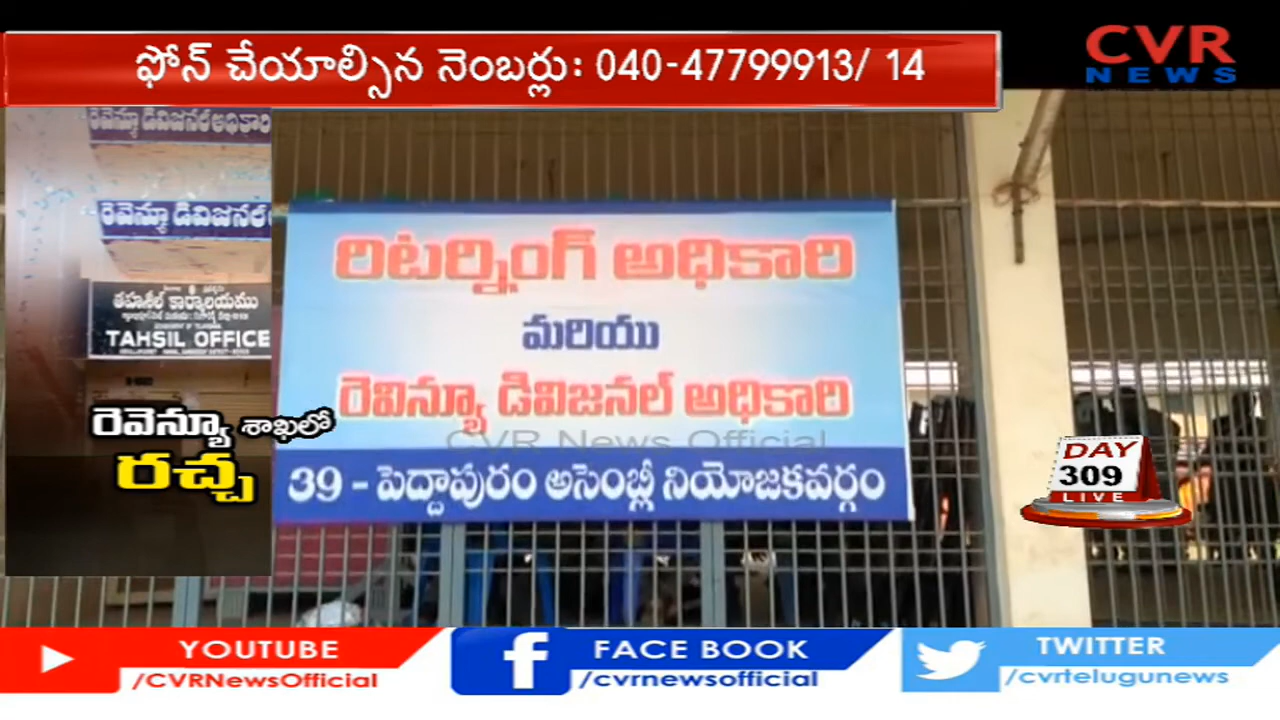 ఫోన్ చేయాల్సిన నెంబర్లు: 040-47799913/ 14
CVR
NEWS
రెవెన్యూ డివిజనల్ అధికారి
రెవెన్యూ డివిజనల్
తహశీల్ కార్యాలయము
TAHSIL OFFICE
రెవెన్యూ శాఖలో
రచ్చ
రిటర్నింగ్ అధికారి
మరియు
రెవిన్యూ డివిజనల్ అధికారి
CVR News Official
39 - పెద్దాపురం అసెంబ్లీ నియోజకవర్గం
DAY
309
LIVE
YOUTUBE
/CVRNewsOfficial
FACE BOOK
/cvrnewsofficial
TWITTER
/cvrtelugunews